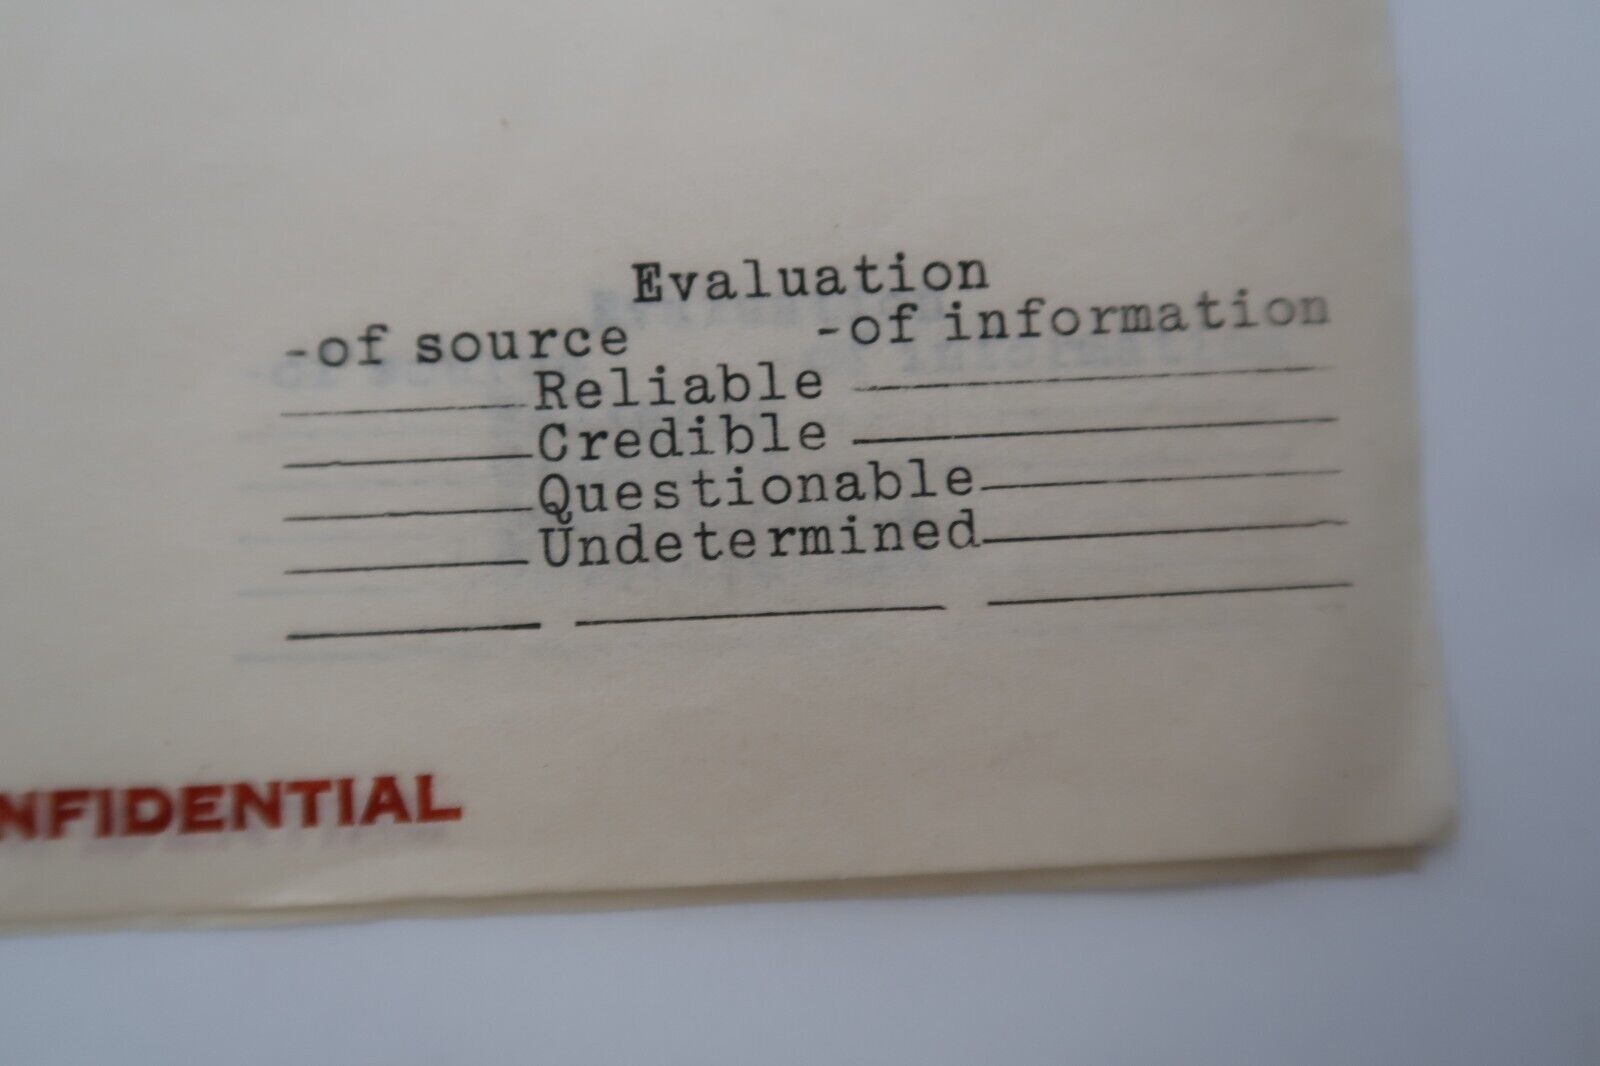 Evaluation
-of source -of information
Reliable
Credible
Questionable
Undetermined
NFIDENTIAL